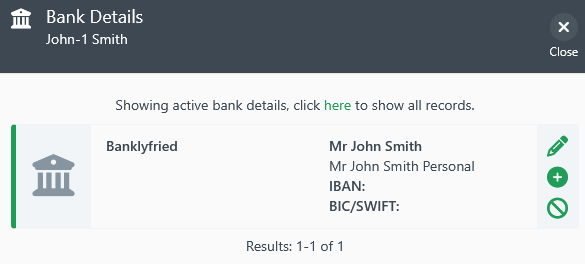 Bank Details
John-1 Smith
Close
Showing active bank details, click here to show all records.
Banklyfried
Mr John Smith
Mr John Smith Personal
IBAN:
BIC/SWIFT:
Results: 1-1 of 1